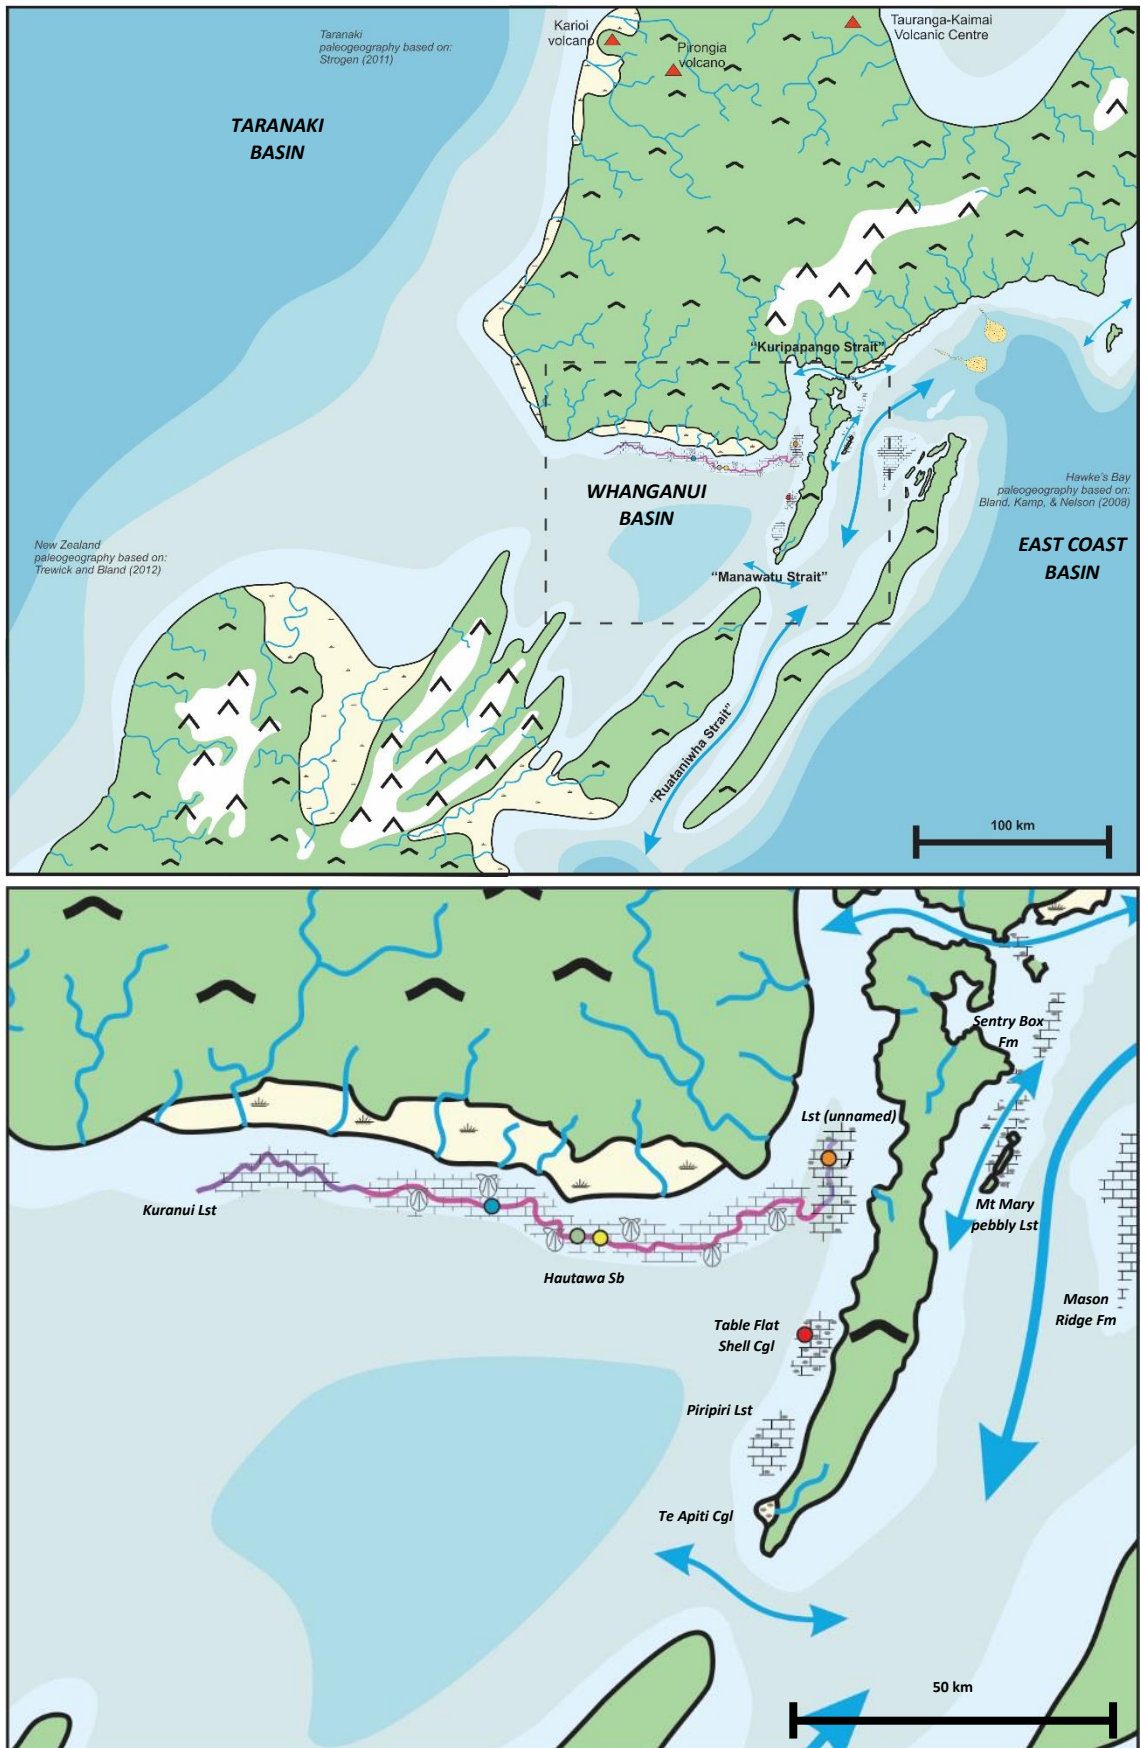 Taranaki
paleogeography based on:
Strogen (2011)
Karioi
volcano
Pirongia
volcano
Tauranga-Kaimai
Volcanic Centre
TARANAKI
BASIN
“Kuripapango Strait”
WHANGANUI
BASIN
Hawke's Bay
paleogeography based on:
Bland, Kamp, & Nelson (2008)
EAST COAST
BASIN
New Zealand
paleogeography based on:
Trewick and Bland (2012)
“Manawatu Strait”
“Ruataniwha Strait”
100 km
Sentry Box
Fm
Lst (unnamed)
Kuranui Lst
Mt Mary
pebbly Lst
Hautawa Sb
Mason
Ridge Fm
Table Flat
Shell Cgl
Piripiri Lst
Te Apiti Cgl
50 km